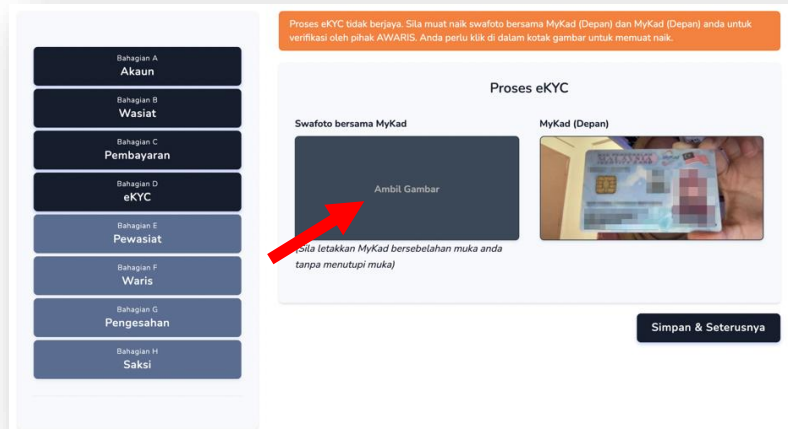 Proses eKYC tidak berjaya. Sila muat naik swafoto bersama MyKad (Depan) dan MyKad (Depan) anda untuk
verifikasi oleh pihak AWARIS. Anda perlu klik di dalam kotak gambar untuk memuat naik.
Bahagian A
Akaun
Bahagian B
Wasiat
Bahagian C
Pembayaran
Bahagian D
eKYC
Bahagian E
Pewasiat
Bahagian F
Waris
Bahagian G
Pengesahan
Bahagian H
Saksi
Proses eKYC
Swafoto bersama MyKad
MyKad (Depan)
Ambil Gambar
MALAYSIA
(Sila letakkan MyKad bersebelahan muka anda
tanpa menutupi muka)
Simpan & Seterusnya